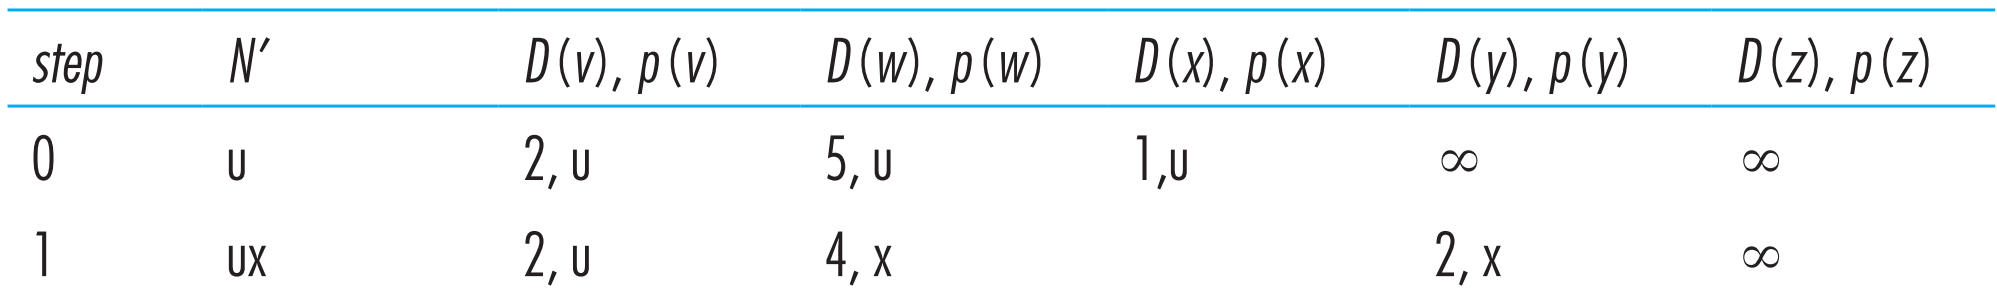 step N′ D(v), p(v) D(w), p(w) D(x), p(x) D(y), p(y) D(z), p(z)
0 u 2, u 5, u 1,u ∞ ∞
1 ux 2, u 4, x 2, x ∞